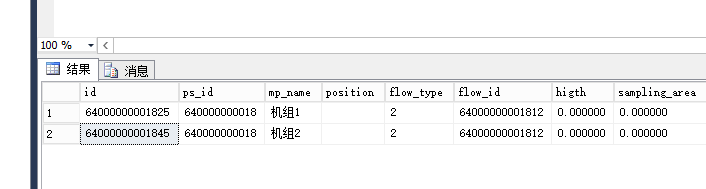 100 %
结果 消息
id ps_id mp_name position flow_type flow_id higth sampling_area
1 64000000001825 640000000018 机组1 2 64000000001812 0.000000 0.000000
2 64000000001845 640000000018 机组2 2 64000000001812 0.000000 0.000000